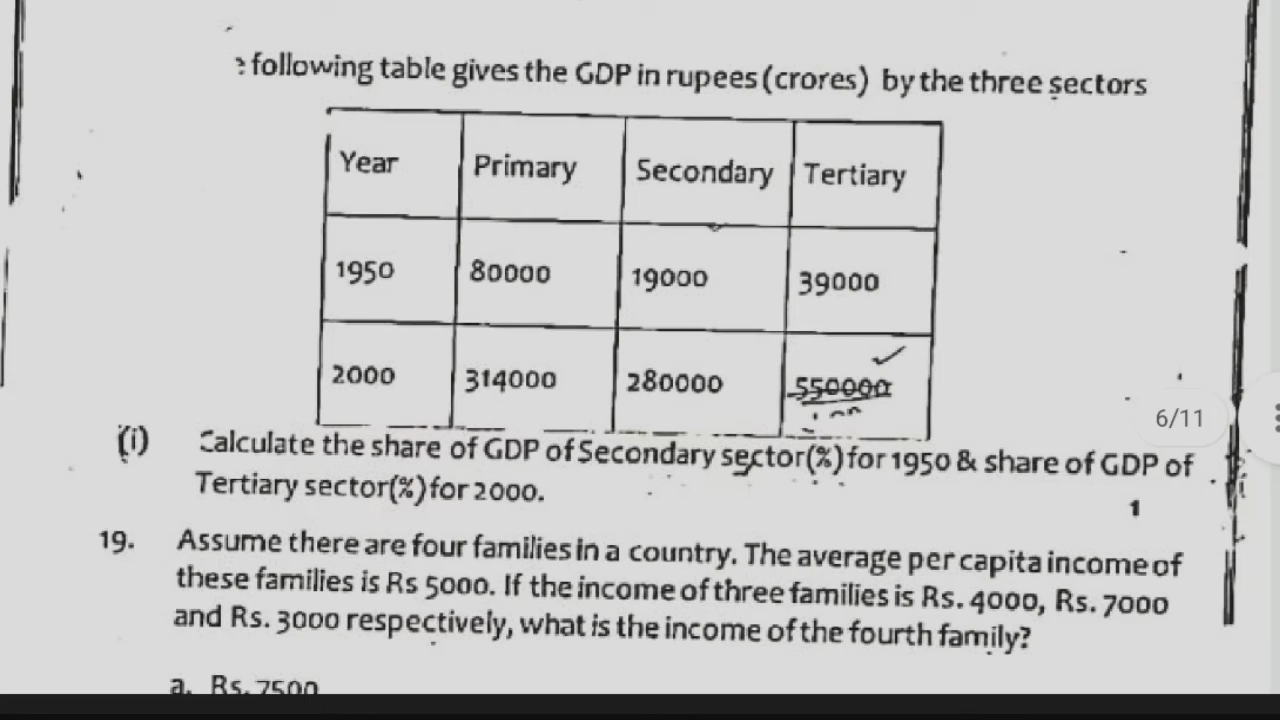 following table gives the GDP in rupees (crores) by the three sectors
Year Primary Secondary Tertiary
1950 80000 19000 39000
2000 314000 280000 550000
6/11
(i) Calculate the share of GDP of Secondary sector(%) for 1950 & share of GDP of
Tertiary sector(%) for 2000.
1
19. Assume there are four families in a country. The average per capita income of
these families is Rs 5000. If the income of three families is Rs. 4000, Rs. 7000
and Rs. 3000 respectively, what is the income of the fourth family?
a. Rs. 7500